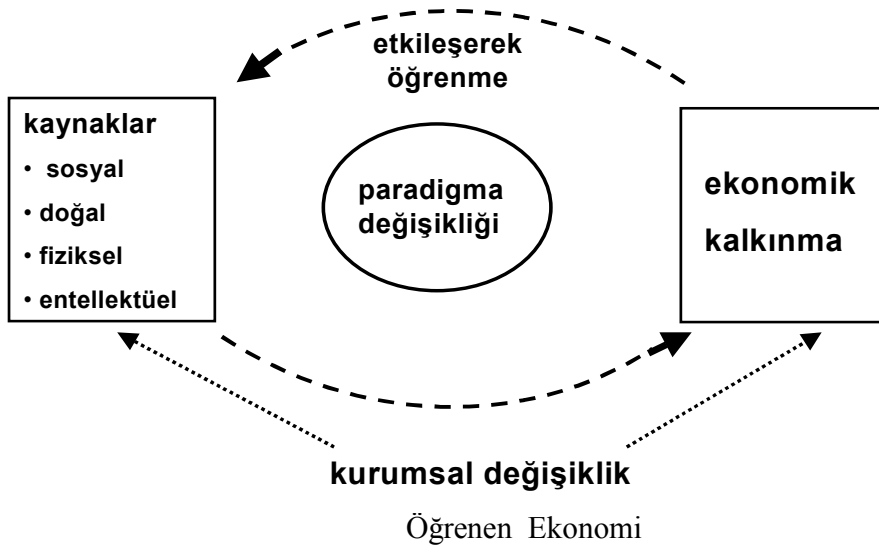 etkileşerek
öğrenme
kaynaklar
• sosyal
• doğal
• fiziksel
• entellektüel
paradigma
değişikliği
ekonomik
kalkınma
kurumsal değişiklik
Öğrenen Ekonomi